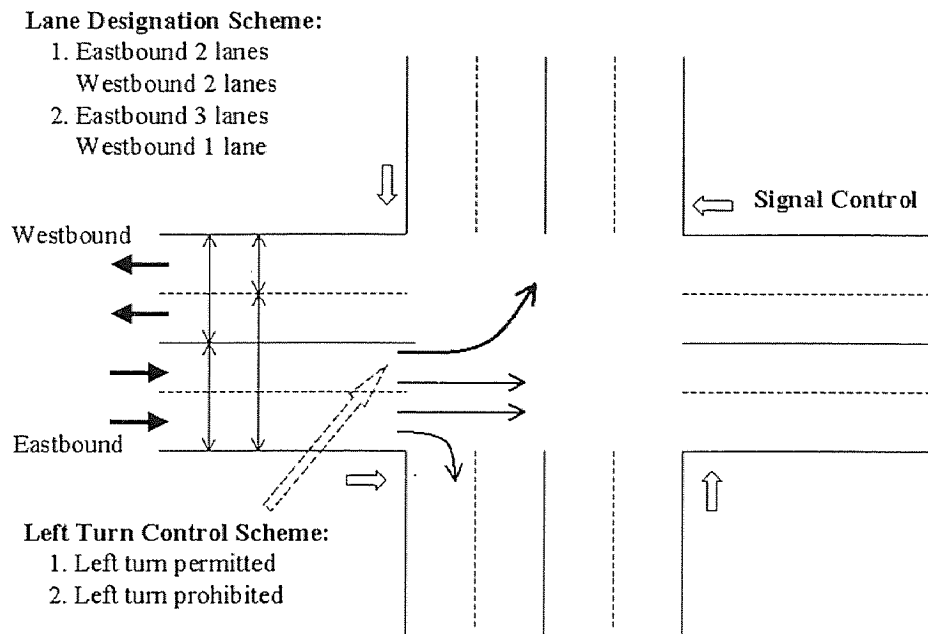 Lane Designation Scheme:
1. Eastbound 2 lanes
Westbound 2 lanes
2. Eastbound 3 lanes
Westbound 1 lane
Signal Control
Westbound
Eastbound
Left Turn Control Scheme:
1. Left turn permitted
2. Left turn prohibited